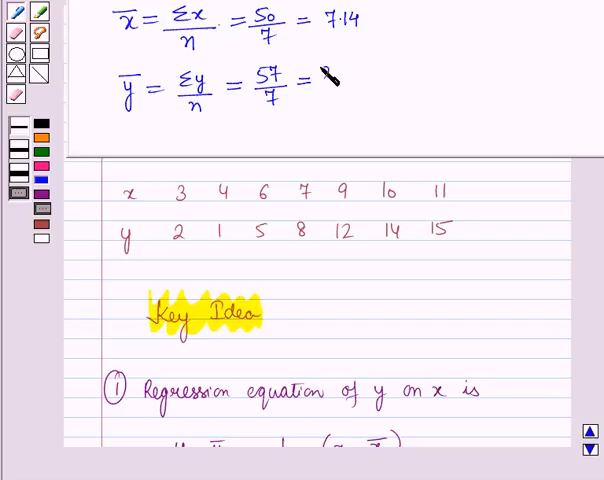 x̅ = Σx/n = 50/7 = 7.14
y̅ = Σy/n = 57/7 =
x 3 4 6 7 9 10 11
y 2 1 5 8 12 14 15
Key Idea
① Regression equation of y on x is